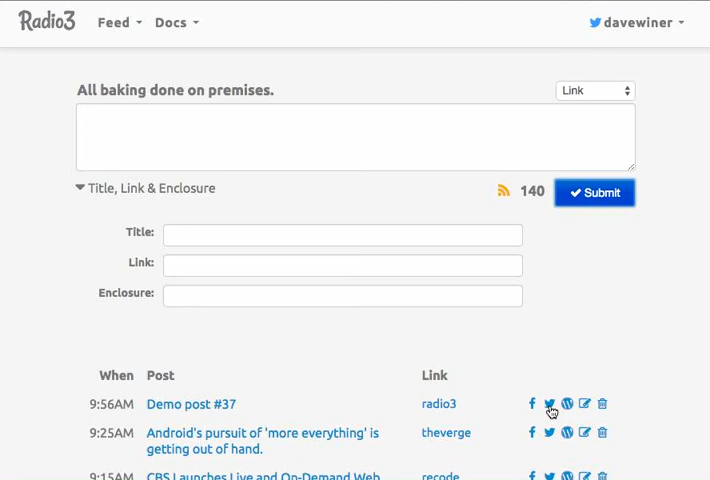 Radio3 Feed Docs davewiner
All baking done on premises. Link
Title, Link & Enclosure 140 Submit
Title:
Link:
Enclosure:
When Post Link
9:56AM Demo post #37 radio3
9:25AM Android's pursuit of 'more everything' is theverge
getting out of hand.
9:15AM CBS Launches Live and On-Demand Web recode